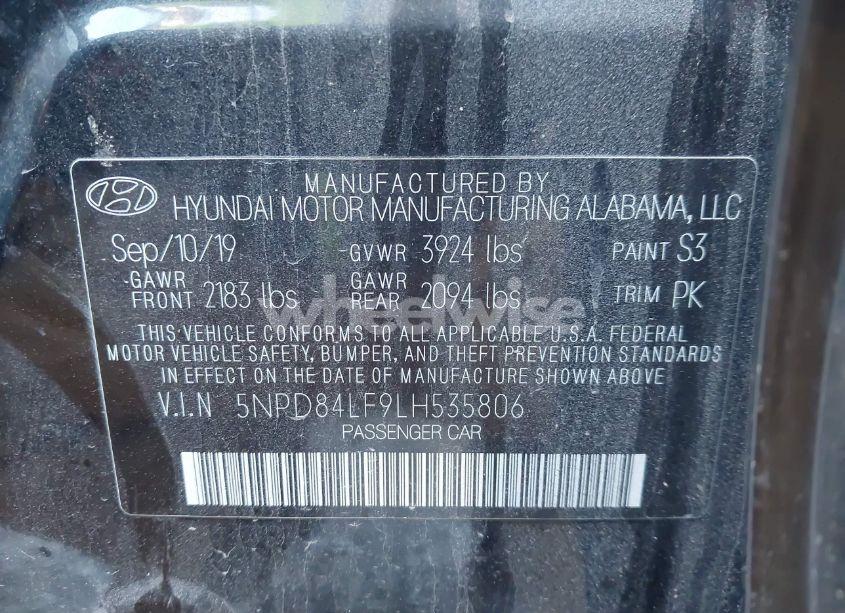 MANUFACTURED BY
HYUNDAI MOTOR MANUFACTURING ALABAMA, LLC
Sep/10/19 GVWR 3924 lbs PAINT S3
GAWR FRONT 2183 lbs GAWR REAR 2094 lbs TRIM PK
wheelwise
THIS VEHICLE CONFORMS TO ALL APPLICABLE U.S.A. FEDERAL
MOTOR VEHICLE SAFETY, BUMPER, AND THEFT PREVENTION STANDARDS
IN EFFECT ON THE DATE OF MANUFACTURE SHOWN ABOVE
V.I.N 5NPD84LF9LH535806
PASSENGER CAR